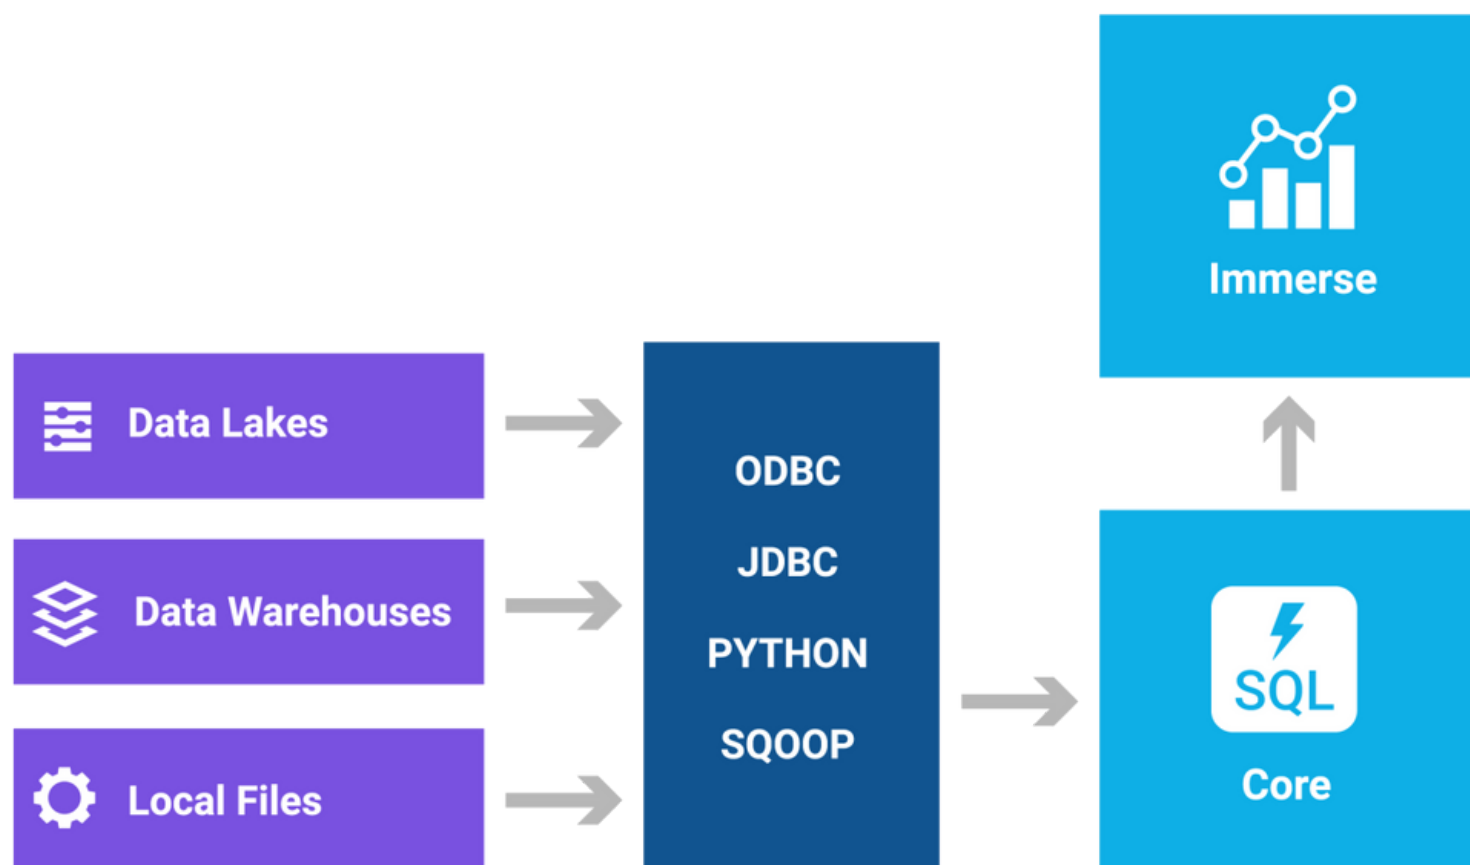 Immerse
Data Lakes
Data Warehouses
Local Files
ODBC
JDBC
PYTHON
SQOOP
SQL
Core